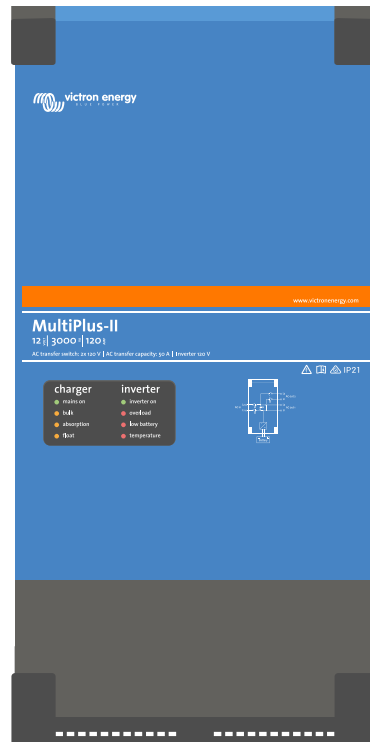 victron energy
BLUE POWER
www.victronenergy.com
MultiPlus-II
12 | 3000 | 120
AC transfer switch: 2x 120 V | AC transfer capacity: 50 A | Inverter 120 V
IP21
charger inverter
mains on inverter on
bulk overload
absorption low battery
float temperature